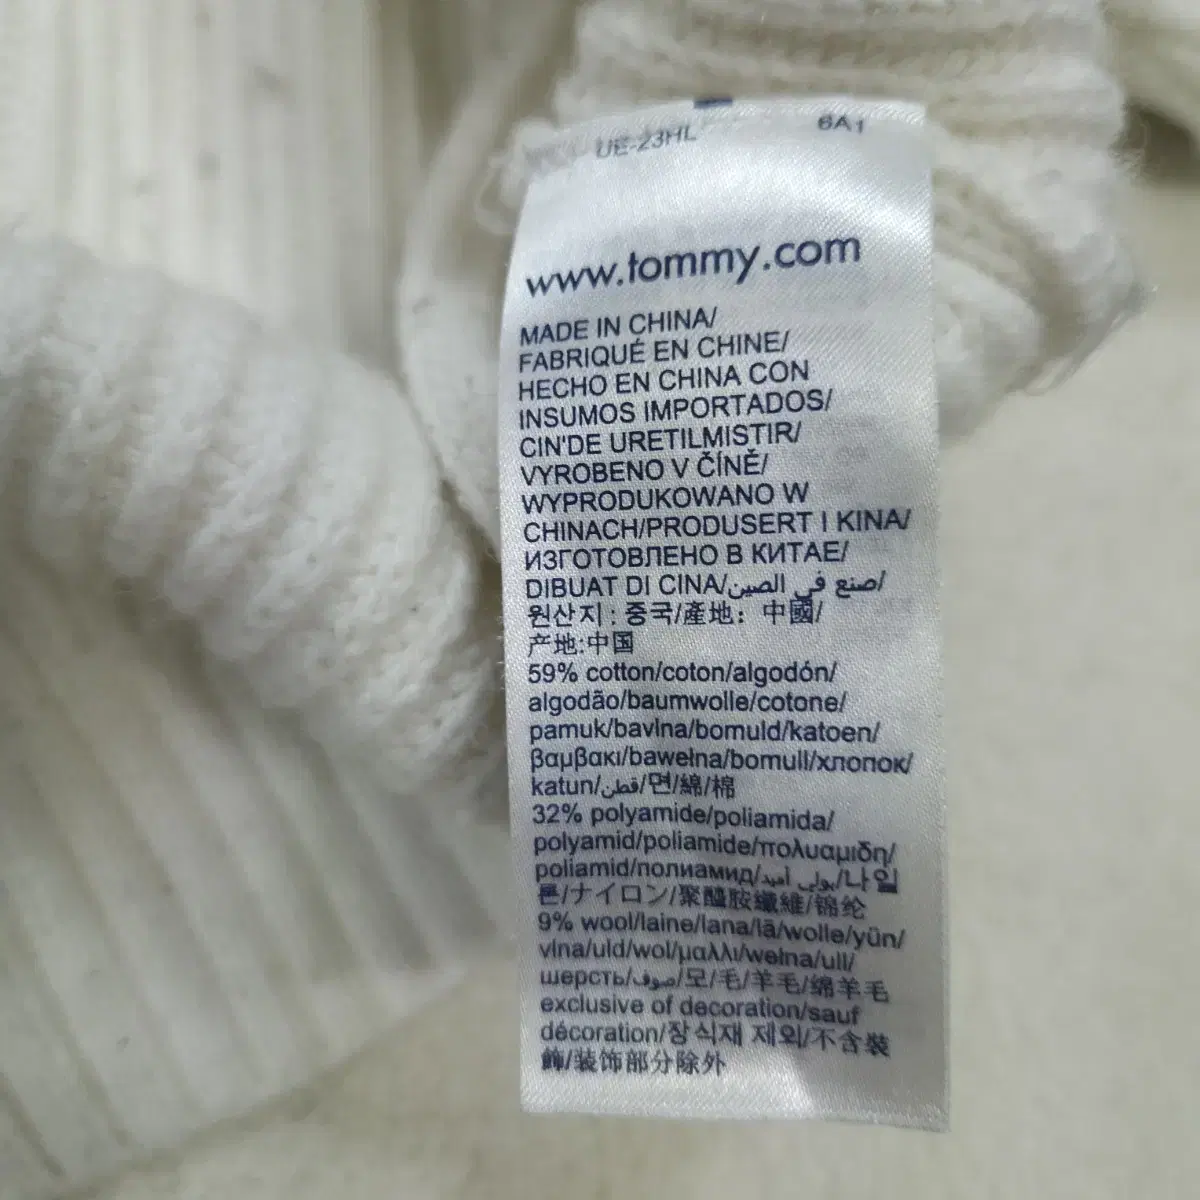 UE-23HL 6A1
www.tommy.com
MADE IN CHINA/
FABRIQUÉ EN CHINE/
HECHO EN CHINA CON
INSUMOS IMPORTADOS/
CIN'DE URETILMISTIR/
VYROBENO V ČÍNĚ/
WYPRODUKOWANO W
CHINACH/PRODUSERT I KINA/
ИЗГОТОВЛЕНО В КИТАЕ/
DIBUAT DI CINA/صنع في الصين/
원산지: 중국/產地: 中國/
产地:中国
59% cotton/coton/algodón/
algodão/baumwolle/cotone/
pamuk/bavlna/bomuld/katoen/
βαμβακι/bawełna/bomull/хлопок/
katun/قطن/면/綿/棉
32% polyamide/poliamida/
polyamid/poliamide/πολυαμιδη/
poliamid/полиамид/بولي أميد/나일
론/ナイロン/聚醯胺纖維/锦纶
9% wool/laine/lana/lã/wolle/yün/
vlna/uld/wol/μαλλι/wełna/ull/
шерсть/صوف/모/毛/羊毛/绵羊毛
exclusive of decoration/sauf
décoration/장식재 제외/不含裝
飾/装饰部分除外